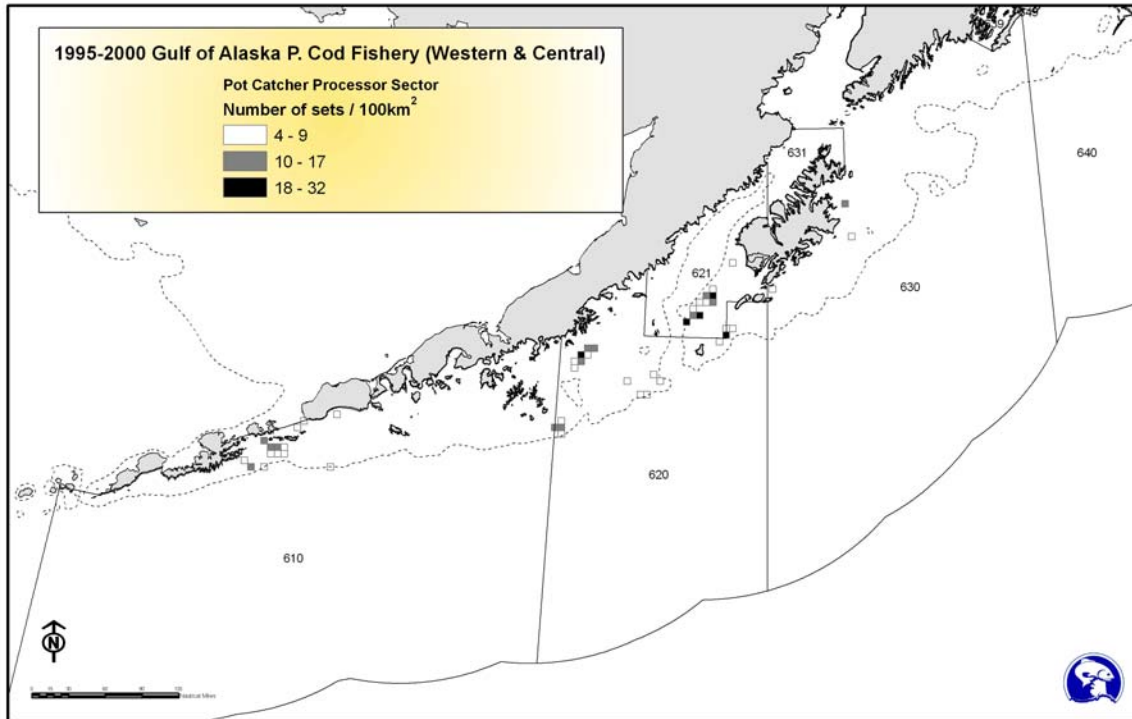 1995-2000 Gulf of Alaska P. Cod Fishery (Western & Central)
Pot Catcher Processor Sector
Number of sets / 100km²
4 - 9
10 - 17
18 - 32
631
640
621
630
620
610
N